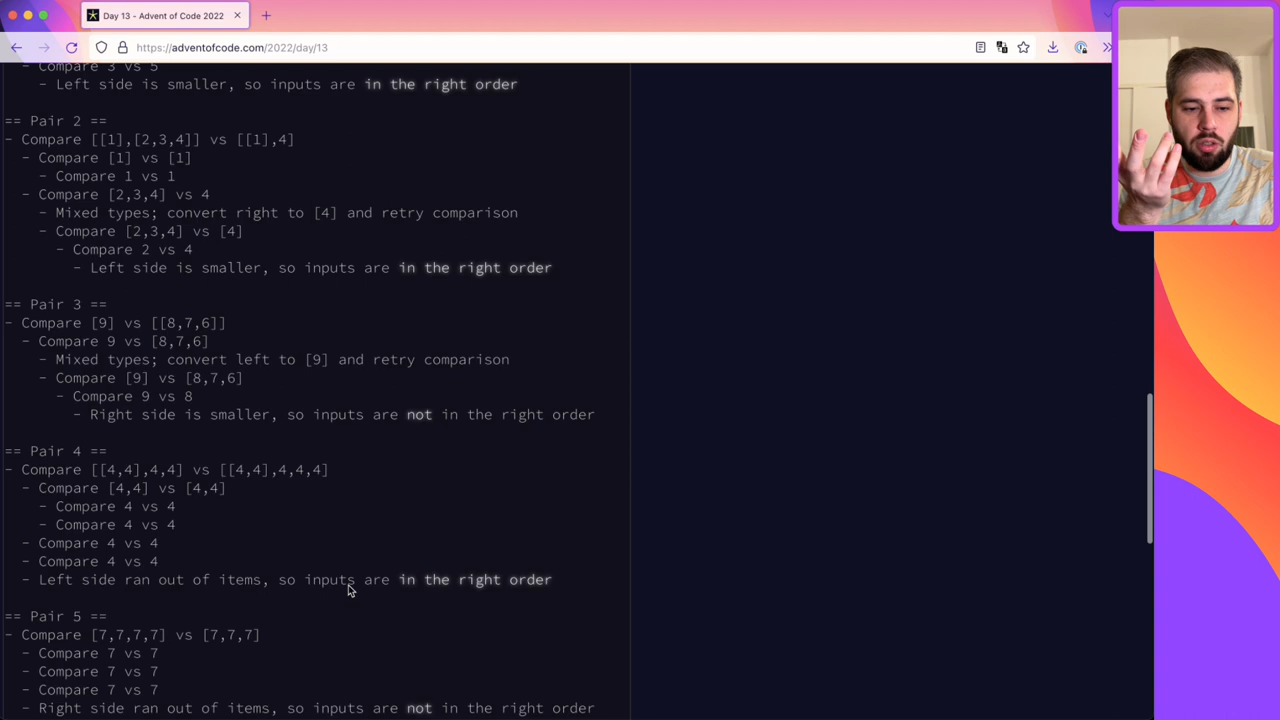 Day 13 - Advent of Code 2022
https://adventofcode.com/2022/day/13
- Compare 3 vs 5
- Left side is smaller, so inputs are in the right order
== Pair 2 ==
- Compare [[1],[2,3,4]] vs [[1],4]
- Compare [1] vs [1]
- Compare 1 vs 1
- Compare [2,3,4] vs 4
- Mixed types; convert right to [4] and retry comparison
- Compare [2,3,4] vs [4]
- Compare 2 vs 4
- Left side is smaller, so inputs are in the right order
== Pair 3 ==
- Compare [9] vs [[8,7,6]]
- Compare 9 vs [8,7,6]
- Mixed types; convert left to [9] and retry comparison
- Compare [9] vs [8,7,6]
- Compare 9 vs 8
- Right side is smaller, so inputs are not in the right order
== Pair 4 ==
- Compare [[4,4],4,4] vs [[4,4],4,4,4]
- Compare [4,4] vs [4,4]
- Compare 4 vs 4
- Compare 4 vs 4
- Compare 4 vs 4
- Compare 4 vs 4
- Left side ran out of items, so inputs are in the right order
== Pair 5 ==
- Compare [7,7,7,7] vs [7,7,7]
- Compare 7 vs 7
- Compare 7 vs 7
- Compare 7 vs 7
- Right side ran out of items, so inputs are not in the right order